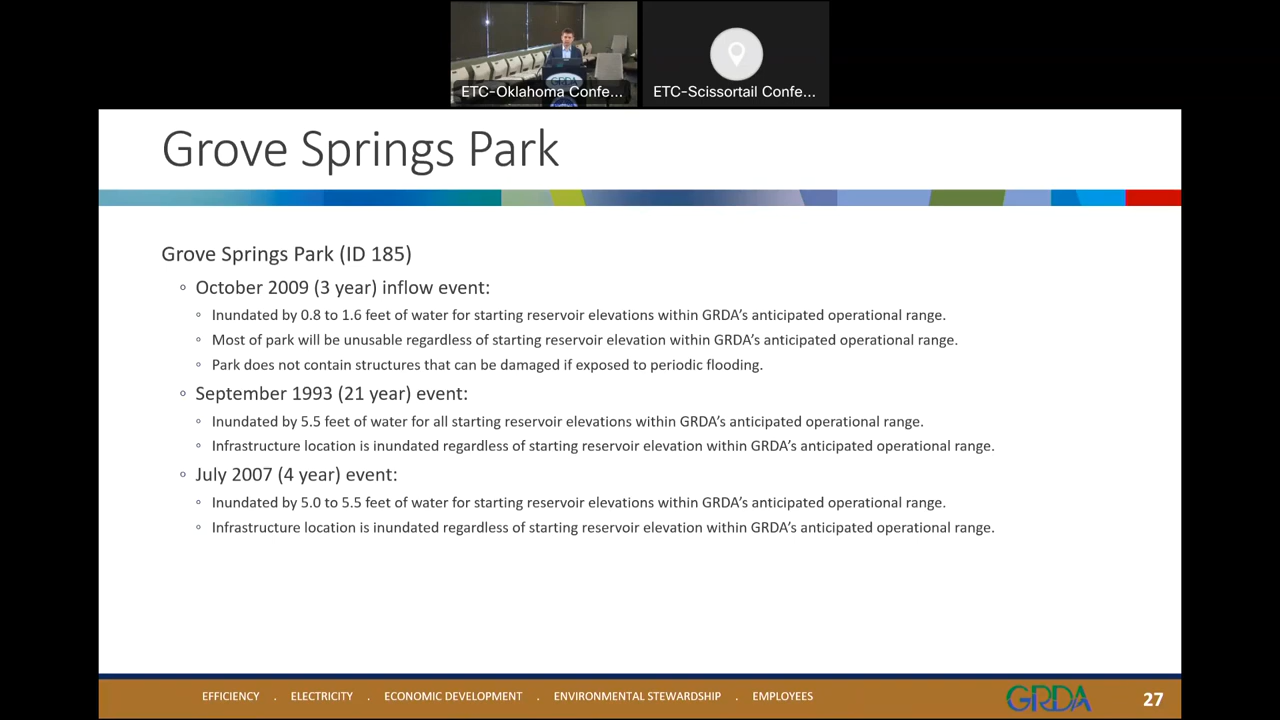 ETC-Oklahoma Confe...
ETC-Scissortail Confe...
Grove Springs Park
Grove Springs Park (ID 185)
◦ October 2009 (3 year) inflow event:
◦ Inundated by 0.8 to 1.6 feet of water for starting reservoir elevations within GRDA’s anticipated operational range.
◦ Most of park will be unusable regardless of starting reservoir elevation within GRDA’s anticipated operational range.
◦ Park does not contain structures that can be damaged if exposed to periodic flooding.
◦ September 1993 (21 year) event:
◦ Inundated by 5.5 feet of water for all starting reservoir elevations within GRDA’s anticipated operational range.
◦ Infrastructure location is inundated regardless of starting reservoir elevation within GRDA’s anticipated operational range.
◦ July 2007 (4 year) event:
◦ Inundated by 5.0 to 5.5 feet of water for starting reservoir elevations within GRDA’s anticipated operational range.
◦ Infrastructure location is inundated regardless of starting reservoir elevation within GRDA’s anticipated operational range.
EFFICIENCY . ELECTRICITY . ECONOMIC DEVELOPMENT . ENVIRONMENTAL STEWARDSHIP . EMPLOYEES GRDA 27